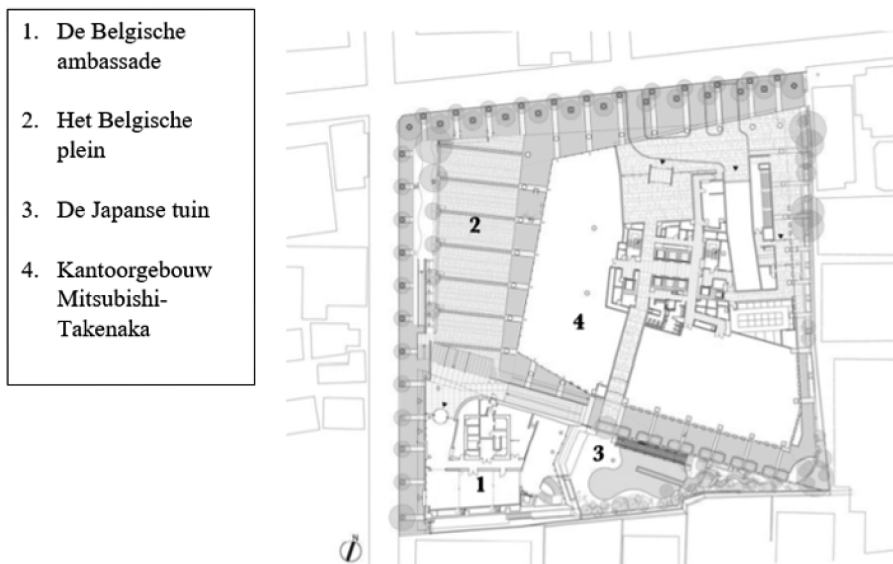 1. De Belgische
ambassade
2. Het Belgische
plein
3. De Japanse tuin
4. Kantoorgebouw
Mitsubishi-
Takenaka
2
4
3
1
N